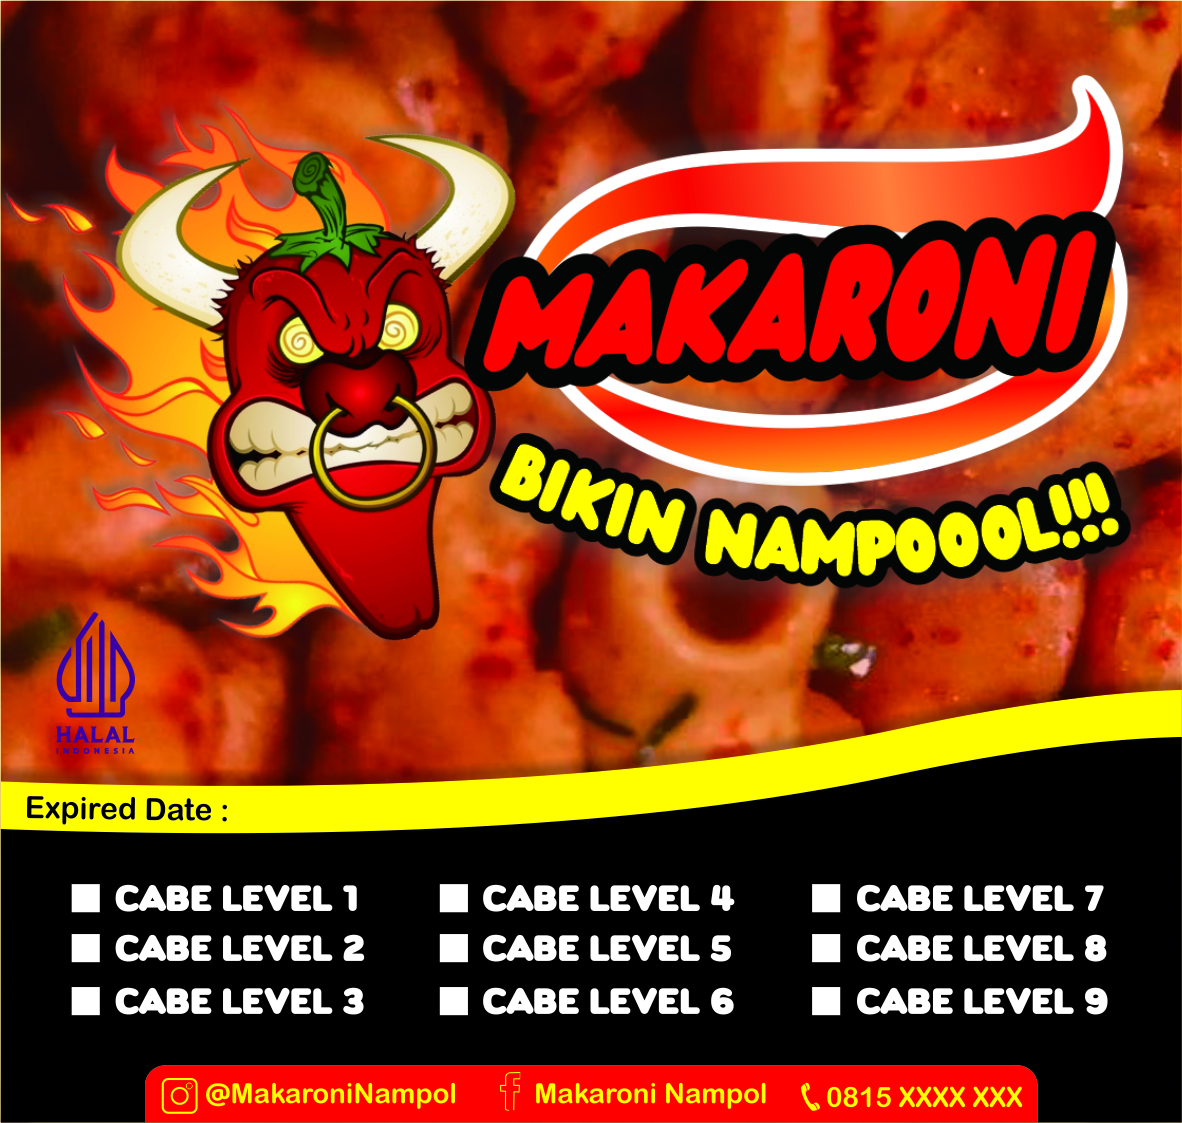 MAKARONI
BIKIN NAMPOOOL!!!
HALAL
INDONESIA
Expired Date :
CABE LEVEL 1
CABE LEVEL 2
CABE LEVEL 3
CABE LEVEL 4
CABE LEVEL 5
CABE LEVEL 6
CABE LEVEL 7
CABE LEVEL 8
CABE LEVEL 9
@MakaroniNampol
Makaroni Nampol
0815 XXXX XXX